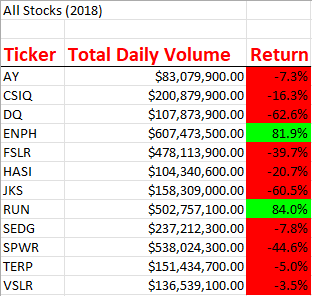 All Stocks (2018)
Ticker Total Daily Volume Return
AY $83,079,900.00 -7.3%
CSIQ $200,879,900.00 -16.3%
DQ $107,873,900.00 -62.6%
ENPH $607,473,500.00 81.9%
FSLR $478,113,900.00 -39.7%
HASI $104,340,600.00 -20.7%
JKS $158,309,000.00 -60.5%
RUN $502,757,100.00 84.0%
SEDG $237,212,300.00 -7.8%
SPWR $538,024,300.00 -44.6%
TERP $151,434,700.00 -5.0%
VSLR $136,539,100.00 -3.5%